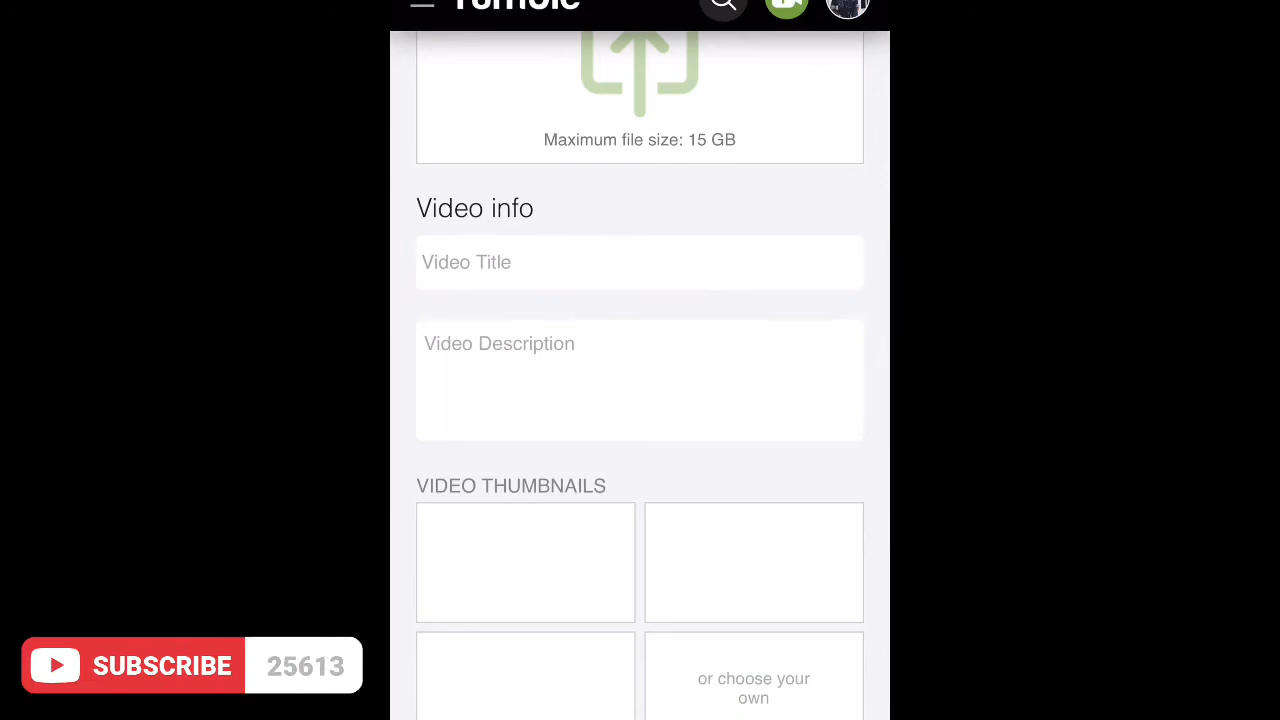 rumble
Maximum file size: 15 GB
Video info
Video Title
Video Description
VIDEO THUMBNAILS
or choose your
own
SUBSCRIBE 25613